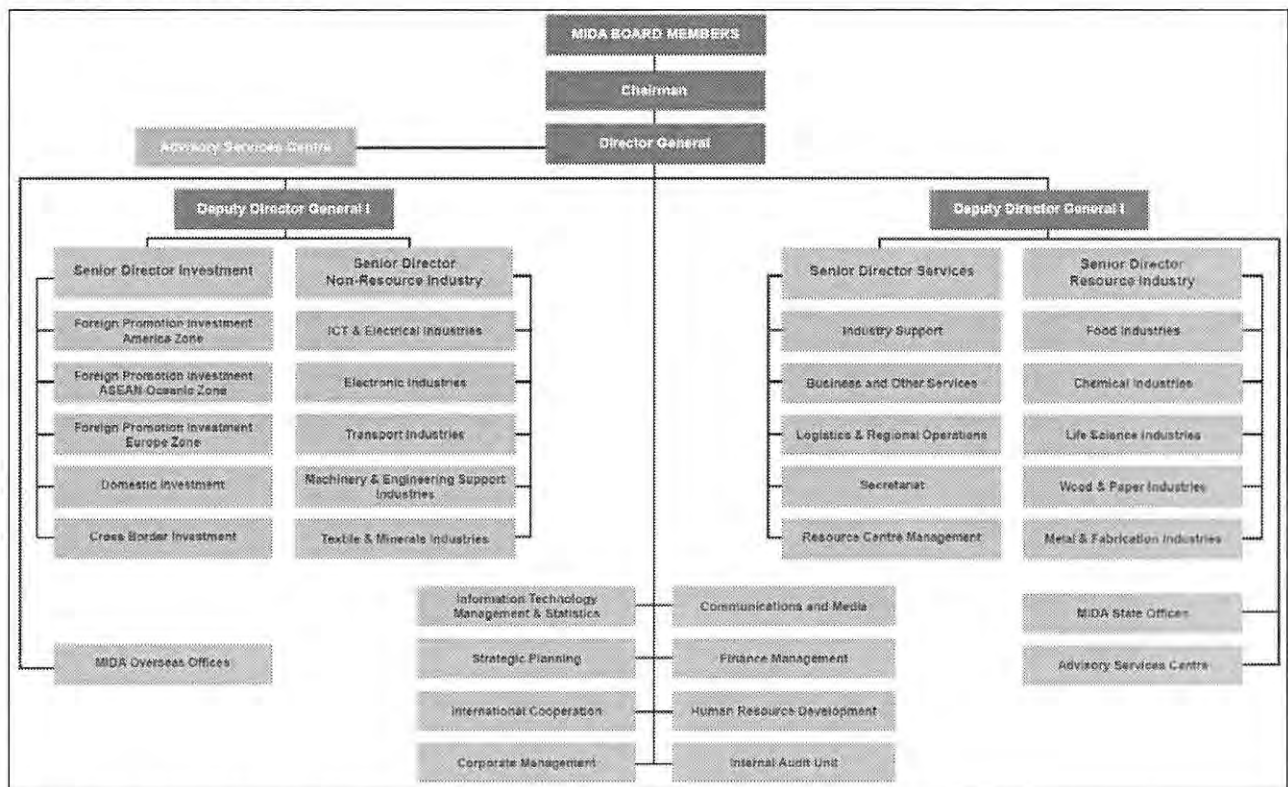 MIDA BOARD MEMBERS
Chairman
Director General
Advisory Services Centre
Deputy Director General I
Senior Director Investment
Foreign Promotion Investment
America Zone
Foreign Promotion Investment
ASEAN-Oceanic Zone
Foreign Promotion Investment
Europe Zone
Domestic Investment
Cross Border Investment
MIDA Overseas Offices
Senior Director
Non-Resource Industry
ICT & Electrical Industries
Electronic Industries
Transport Industries
Machinery & Engineering Support
Industries
Textile & Minerals Industries
Information Technology
Management & Statistics
Strategic Planning
International Cooperation
Corporate Management
Communications and Media
Finance Management
Human Resource Development
Internal Audit Unit
Deputy Director General I
Senior Director Services
Industry Support
Business and Other Services
Logistics & Regional Operations
Secretariat
Resource Centre Management
Senior Director
Resource Industry
Food Industries
Chemical Industries
Life Science Industries
Wood & Paper Industries
Metal & Fabrication Industries
MIDA State Offices
Advisory Services Centre